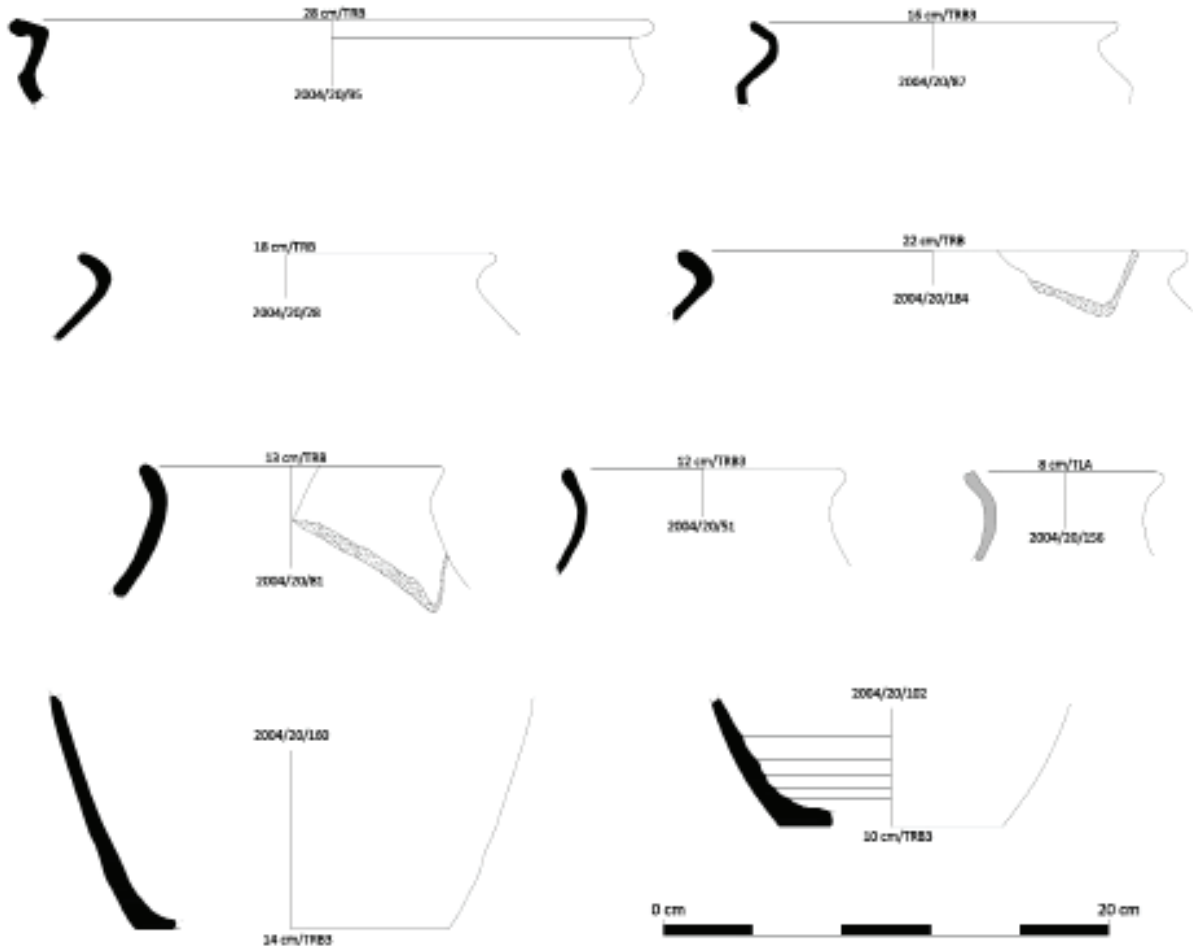 28 cm/TRB
2004/20/95
16 cm/TRB3
2004/20/87
18 cm/TRB
2004/20/28
22 cm/TRB
2004/20/184
13 cm/TRB
2004/20/81
12 cm/TRB3
2004/20/51
8 cm/TLA
2004/20/156
2004/20/160
14 cm/TRB3
2004/20/102
10 cm/TRB3
0 cm 20 cm